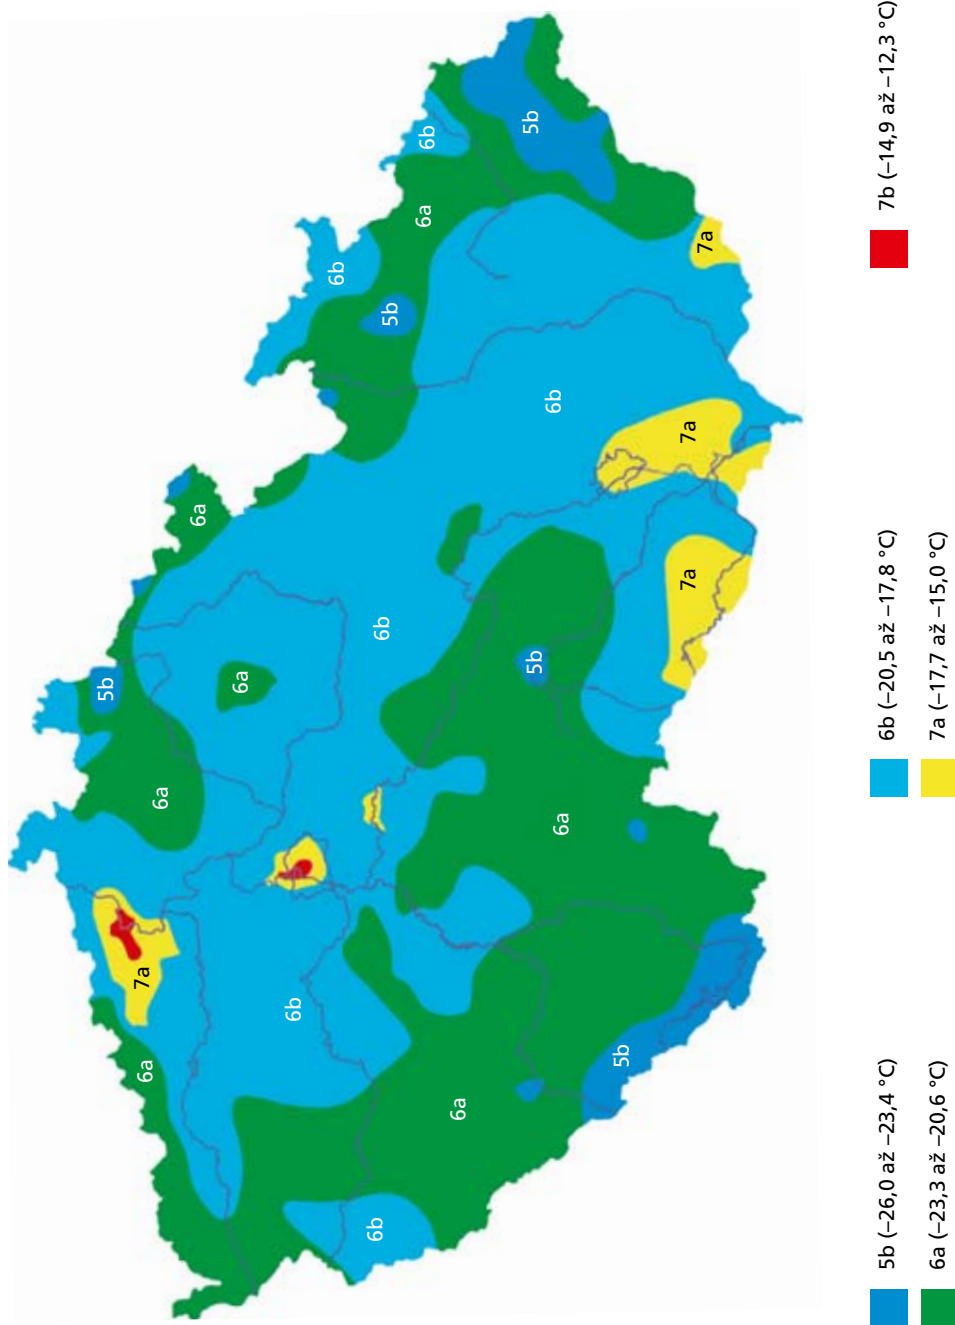 5b
6a
7a
6a
6a
6a
6b
6b
6b
6b
5b
6a
6b
6a
5b
5b
6b
6a
5b
7a
7a
7a
5b (−26,0 až −23,4 °C)
6a (−23,3 až −20,6 °C)
6b (−20,5 až −17,8 °C)
7a (−17,7 až −15,0 °C)
7b (−14,9 až −12,3 °C)